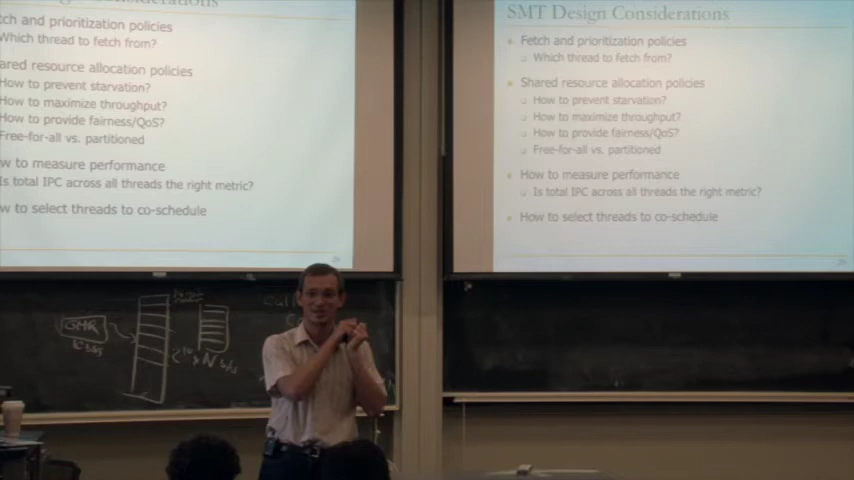 tch and prioritization policies
Which thread to fetch from?
ared resource allocation policies
How to prevent starvation?
How to maximize throughput?
How to provide fairness/QoS?
Free-for-all vs. partitioned
w to measure performance
Is total IPC across all threads the right metric?
w to select threads to co-schedule
SMT Design Considerations
Fetch and prioritization policies
Which thread to fetch from?
Shared resource allocation policies
How to prevent starvation?
How to maximize throughput?
How to provide fairness/QoS?
Free-for-all vs. partitioned
How to measure performance
Is total IPC across all threads the right metric?
How to select threads to co-schedule
GHR